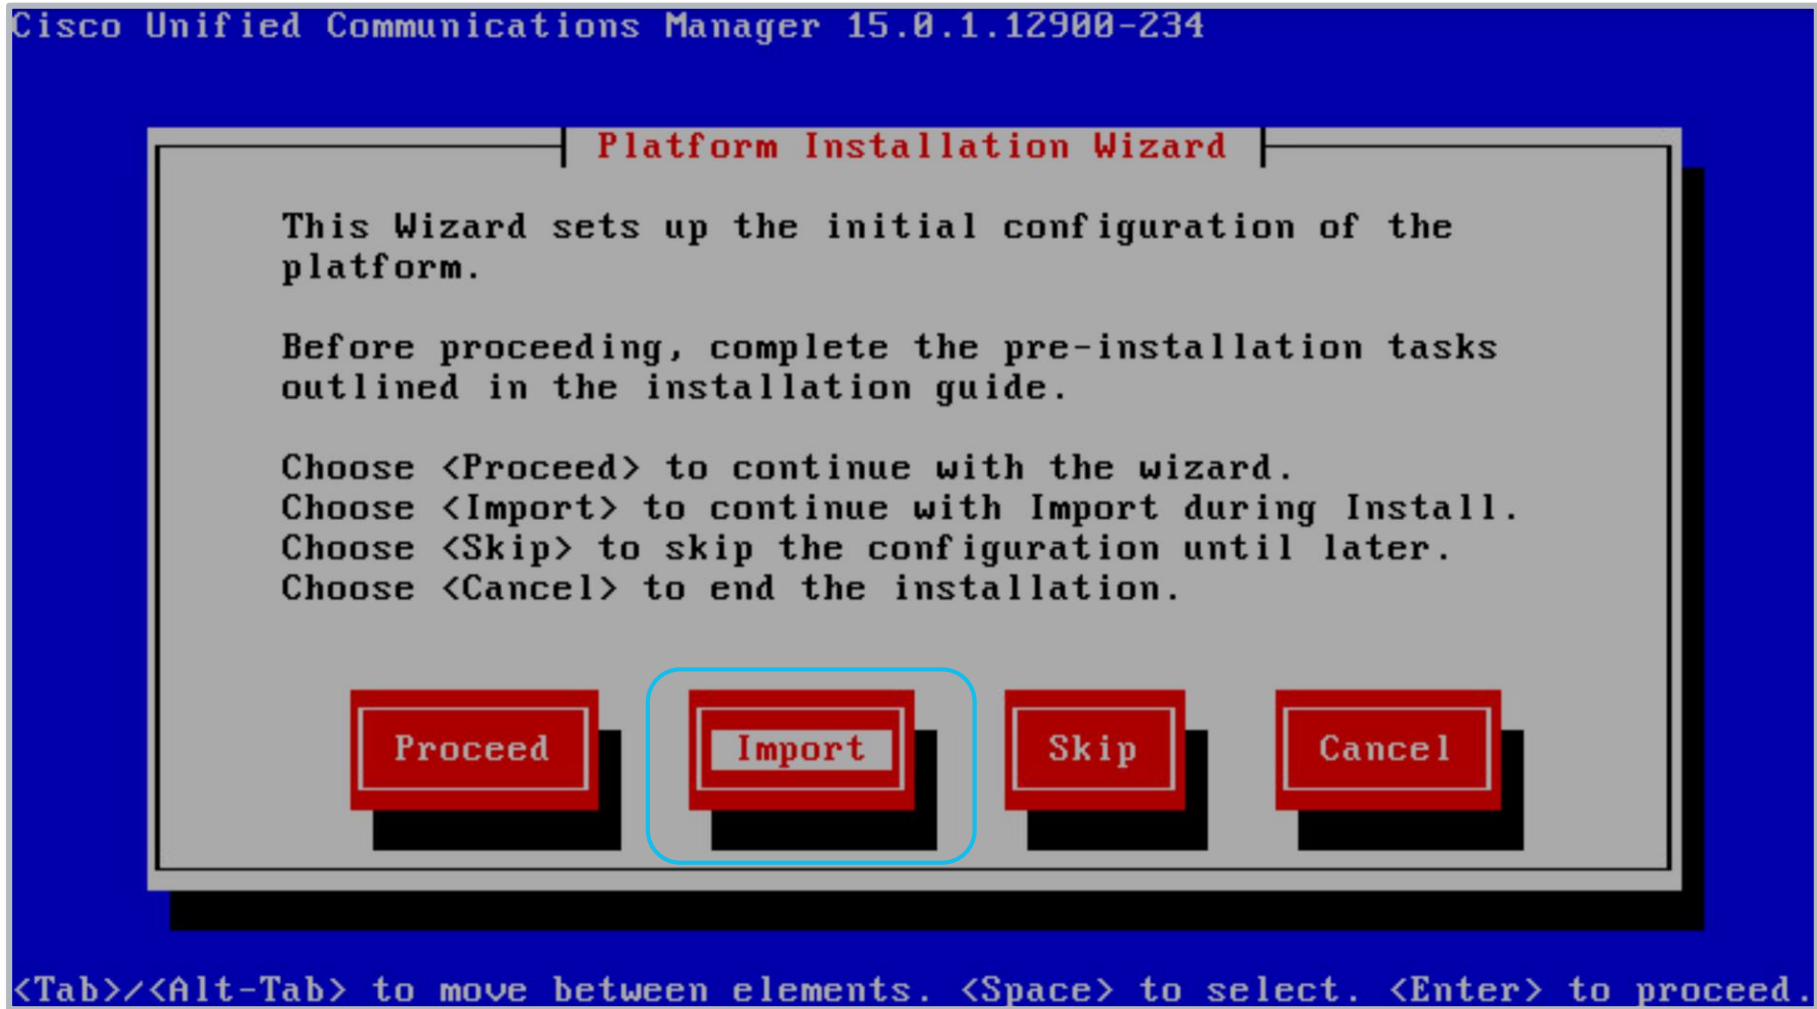 Cisco Unified Communications Manager 15.0.1.12900-234
Platform Installation Wizard
This Wizard sets up the initial configuration of the
platform.
Before proceeding, complete the pre-installation tasks
outlined in the installation guide.
Choose <Proceed> to continue with the wizard.
Choose <Import> to continue with Import during Install.
Choose <Skip> to skip the configuration until later.
Choose <Cancel> to end the installation.
Proceed Import Skip Cancel
<Tab>/<Alt-Tab> to move between elements. <Space> to select. <Enter> to proceed.